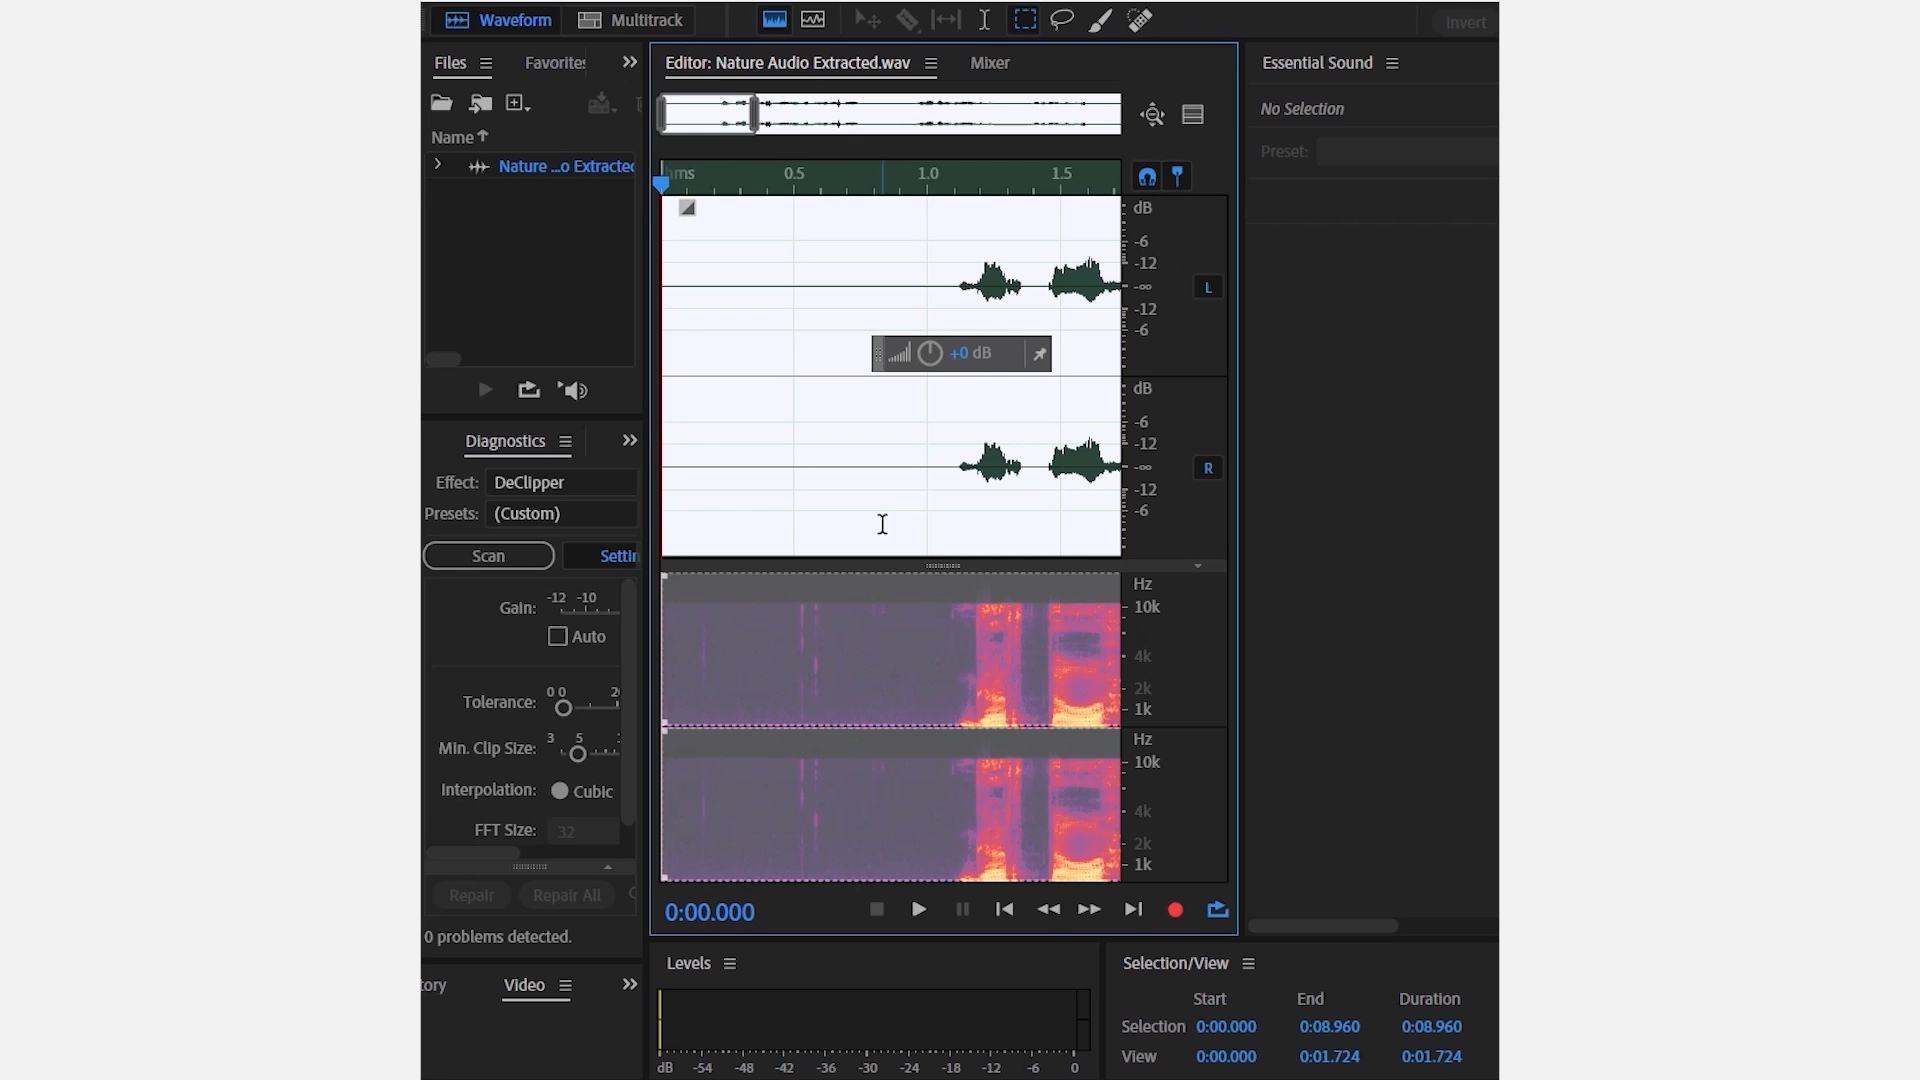 Waveform Multitrack Invert
Files Favorites Editor: Nature Audio Extracted.wav Mixer Essential Sound
No Selection
Name
Preset:
Nature ...o Extracted
hms 0.5 1.0 1.5
dB
-6
-12
-∞
L
-12
-6
+0 dB
dB
-6
-12
-∞
R
-12
-6
Diagnostics
Effect: DeClipper
Presets: (Custom)
Scan Settin
Gain: -12 -10
Auto
Tolerance: 0 0 20
Min. Clip Size: 3 5
Interpolation: Cubic
FFT Size: 32
Repair Repair All
0 problems detected.
Hz
10k
4k
2k
1k
Hz
10k
4k
2k
1k
0:00.000
tory Video
Levels
dB -54 -48 -42 -36 -30 -24 -18 -12 -6 0
Selection/View
Start End Duration
Selection 0:00.000 0:08.960 0:08.960
View 0:00.000 0:01.724 0:01.724